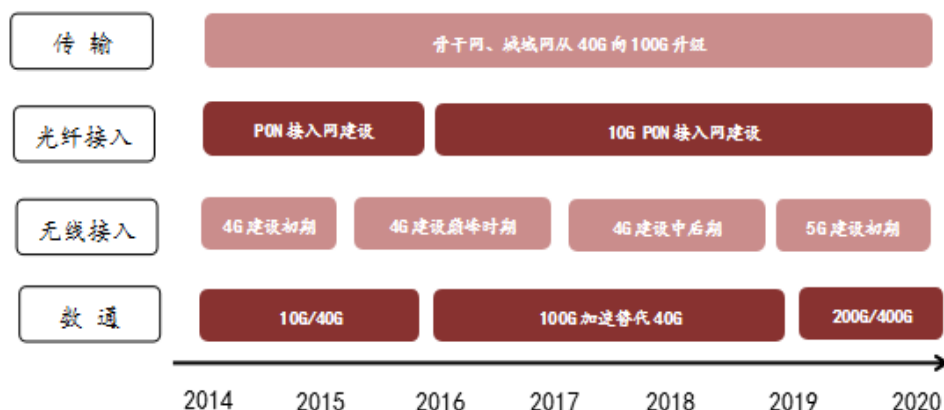 传 输
骨干网、城域网从40G向100G升级
光纤接入
PON接入网建设
10G PON接入网建设
无线接入
4G建设初期
4G建设巅峰时期
4G建设中后期
5G建设初期
数 通
10G/40G
100G加速替代40G
200G/400G
2014
2015
2016
2017
2018
2019
2020